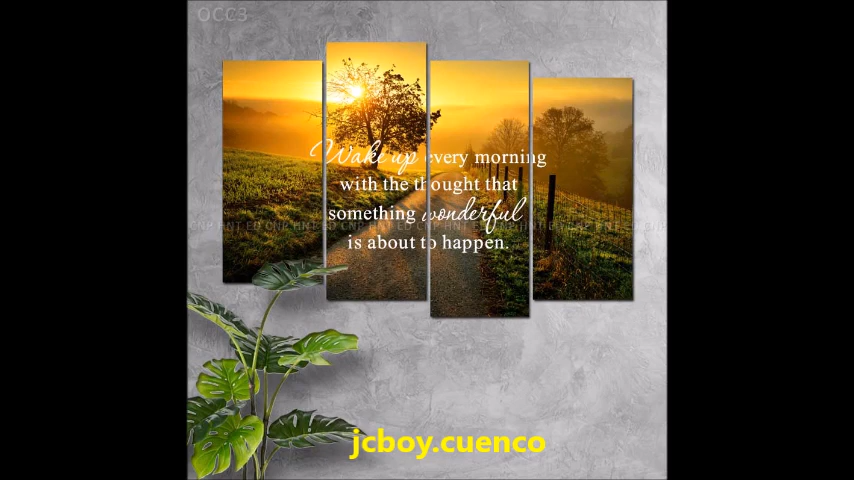 OCC3
Wake up every morning
with the thought that
something wonderful
is about to happen.
jcboy.cuenco